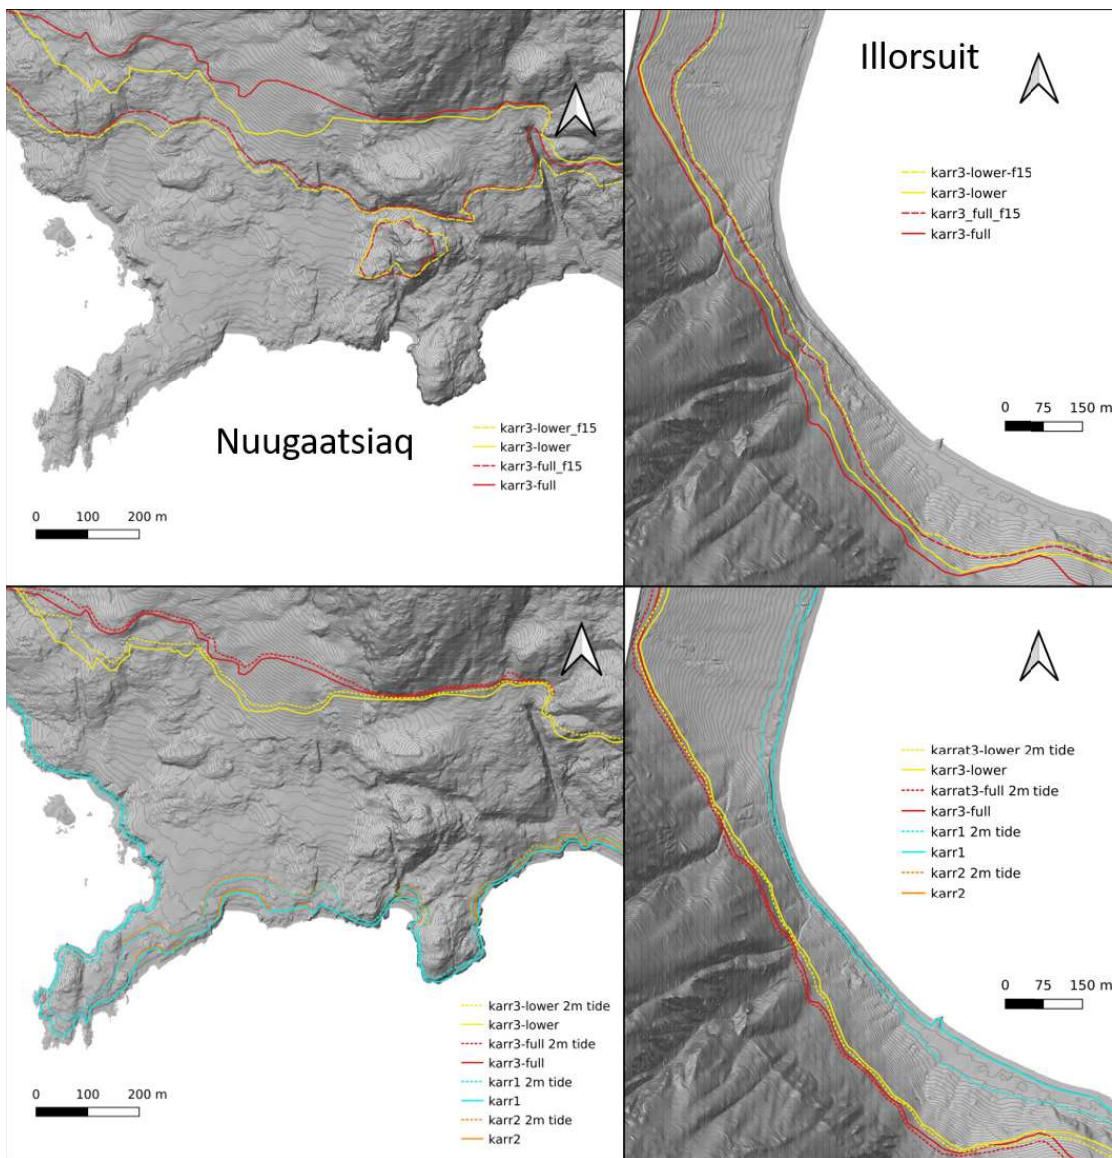 Illorsuit
karr3-lower-f15
karr3-lower
karr3_full_f15
karr3-full
0 75 150 m
Nuugaatsiaq
karr3-lower_f15
karr3-lower
karr3-full_f15
karr3-full
0 100 200 m
karrat3-lower 2m tide
karr3-lower
karrat3-full 2m tide
karr3-full
karr1 2m tide
karr1
karr2 2m tide
karr2
0 75 150 m
karr3-lower 2m tide
karr3-lower
karr3-full 2m tide
karr3-full
karr1 2m tide
karr1
karr2 2m tide
karr2
0 100 200 m